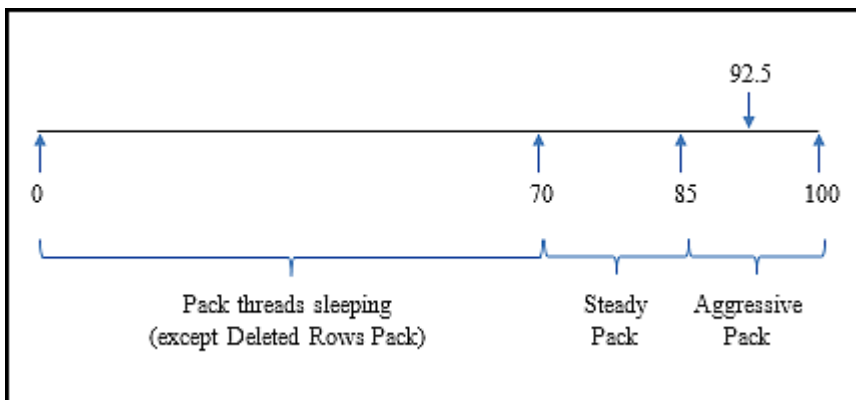 92.5
0
70
85
100
Pack threads sleeping
(except Deleted Rows Pack)
Steady
Pack
Aggressive
Pack